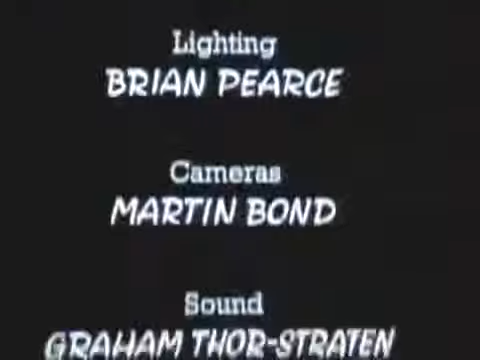 Lighting
BRIAN PEARCE
Cameras
MARTIN BOND
Sound
GRAHAM THOR-STRATEN